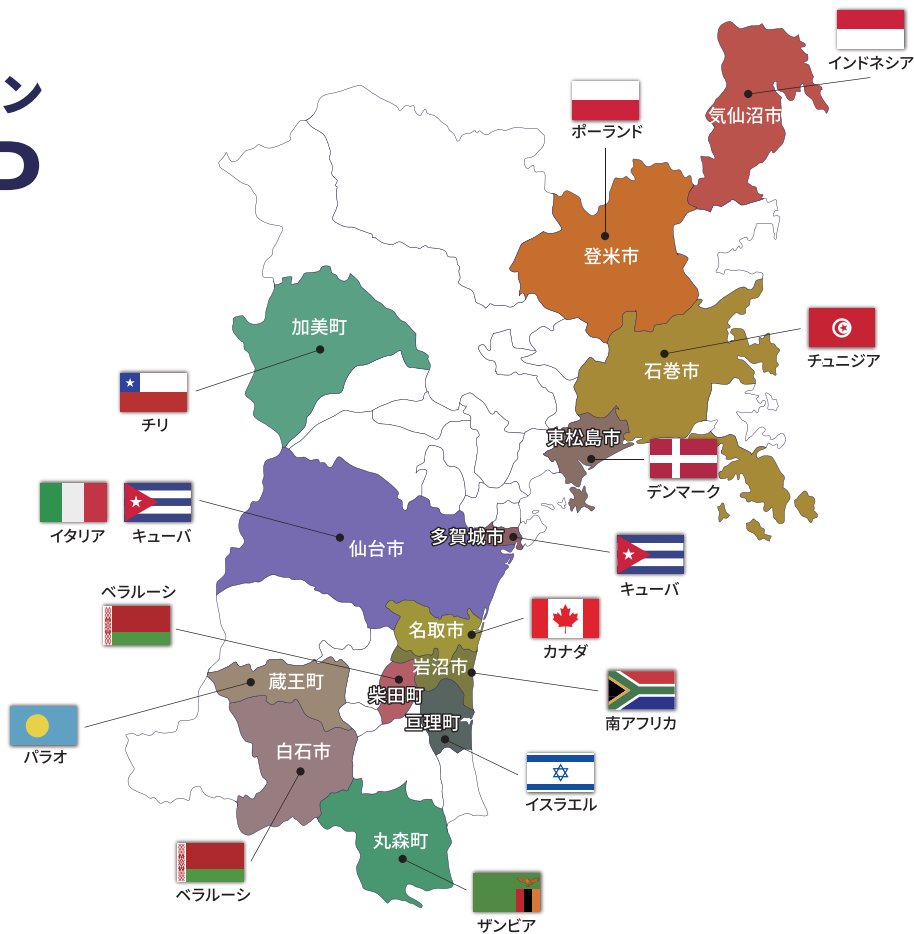 ン
インドネシア
気仙沼市
ポーランド
登米市
チュニジア
加美町
石巻市
チリ
東松島市
デンマーク
イタリア
キューバ
仙台市
多賀城市
キューバ
ベラルーシ
名取市
カナダ
岩沼市
蔵王町
柴田町
南アフリカ
亘理町
パラオ
白石市
イスラエル
丸森町
ベラルーシ
ザンビア